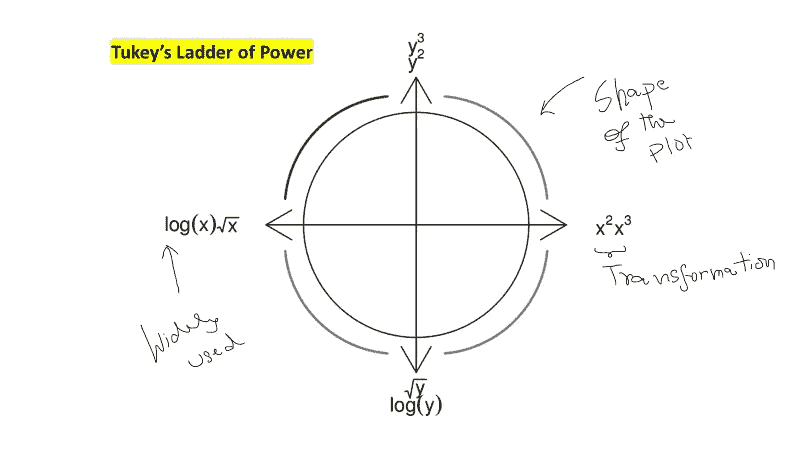 Tukey's Ladder of Power
y³
y²
Shape
of the
Plot
log(x)√x
x²x³
Transformation
Widely
used
√y
log(y)